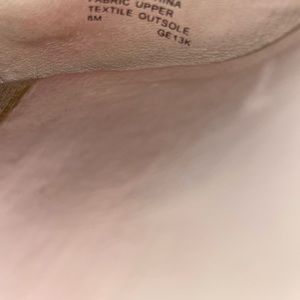 FABRIC UPPER
TEXTILE OUTSOLE
6M
GE13K